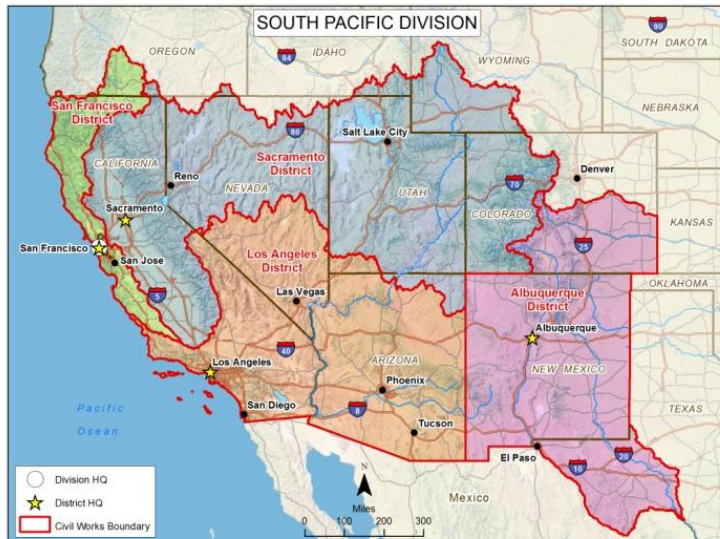 SOUTH PACIFIC DIVISION
OREGON
IDAHO
84
WYOMING
90
SOUTH DAKOTA
NEBRASKA
San Francisco
District
CALIFORNIA
Reno
NEVADA
80
Sacramento
District
Salt Lake City
UTAH
70
COLORADO
Denver
KANSAS
25
Sacramento
San Francisco
San Jose
5
Los Angeles
District
Las Vegas
40
Los Angeles
San Diego
ARIZONA
Phoenix
8
Tucson
Albuquerque
District
Albuquerque
NEW MEXICO
OKLAHOMA
TEXAS
El Paso
10
20
Mexico
Pacific
Ocean
Division HQ
District HQ
Civil Works Boundary
N
Miles
0
100
200
300